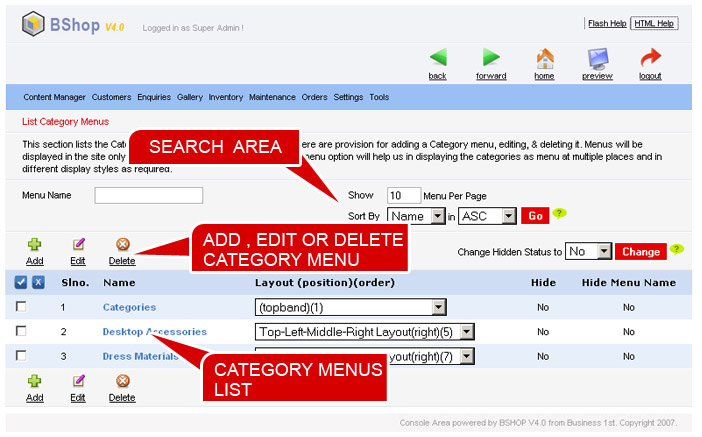 BShop V4.0 Logged in as Super Admin ! Flash Help HTML Help
back forward home preview logout
Content Manager Customers Enquiries Gallery Inventory Maintenance Orders Settings Tools
List Category Menus
This section lists the Cat ere are provision for adding a Category menu, editing, & deleting it. Menus will be
displayed in the site only enu option will help us in displaying the categories as menu at multiple places and in
different display styles as required.
SEARCH AREA
Menu Name Show 10 Menu Per Page
Sort By Name in ASC Go ?
ADD , EDIT OR DELETE
CATEGORY MENU
Add Edit Delete Change Hidden Status to No Change ?
X Slno. Name Layout (position)(order) Hide Hide Menu Name
1 Categories (topband)(1) No No
2 Desktop Accessories Top-Left-Middle-Right Layout(right)(5) No No
3 Dress Materials yout(right)(7) No No
CATEGORY MENUS
LIST
Add Edit Delete
Console Area powered by BSHOP V4.0 from Business 1st. Copyright 2007.